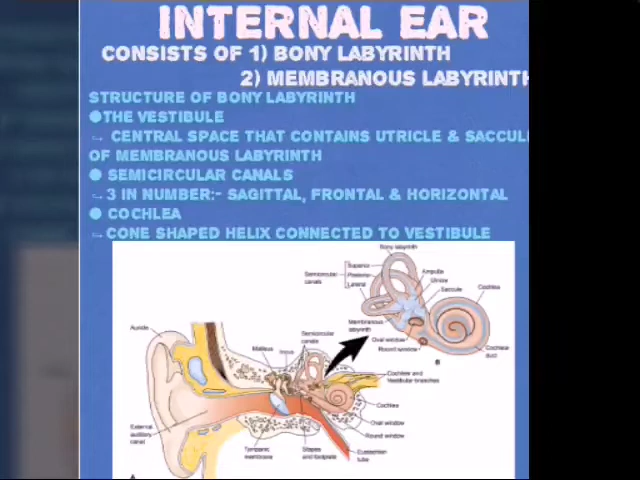 INTERNAL EAR
CONSISTS OF 1) BONY LABYRINTH
2) MEMBRANOUS LABYRINTH
STRUCTURE OF BONY LABYRINTH
●THE VESTIBULE
→ CENTRAL SPACE THAT CONTAINS UTRICLE & SACCULE
OF MEMBRANOUS LABYRINTH
● SEMICIRCULAR CANALS
→ 3 IN NUMBER:- SAGITTAL, FRONTAL & HORIZONTAL
● COCHLEA
→ CONE SHAPED HELIX CONNECTED TO VESTIBULE
Bony labyrinth
Superior
Semicircular canals
Posterior
Lateral
Ampulla
Utricle
Saccule
Cochlea
Membranous labyrinth
Oval window
Round window
Cochlear duct
B
Auricle
Malleus
Incus
Semicircular canals
Cochlear and
Vestibular branches
Cochlea
Oval window
Round window
Eustachian
tube
External
auditory
canal
Tympanic
membrane
Stapes
and footplate
A